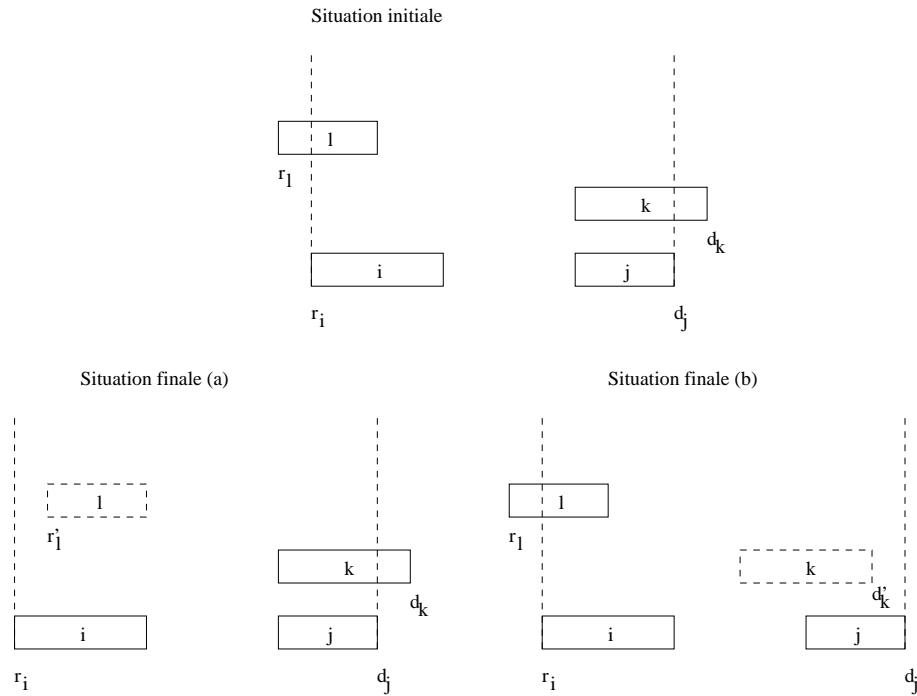 Situation initiale
l
r_l
k
d_k
i
j
r_i
d_j
Situation finale (a)
Situation finale (b)
l
r'_l
k
d_k
i
j
r_i
d_j
l
r_l
k
d'_k
i
j
r_i
d_j